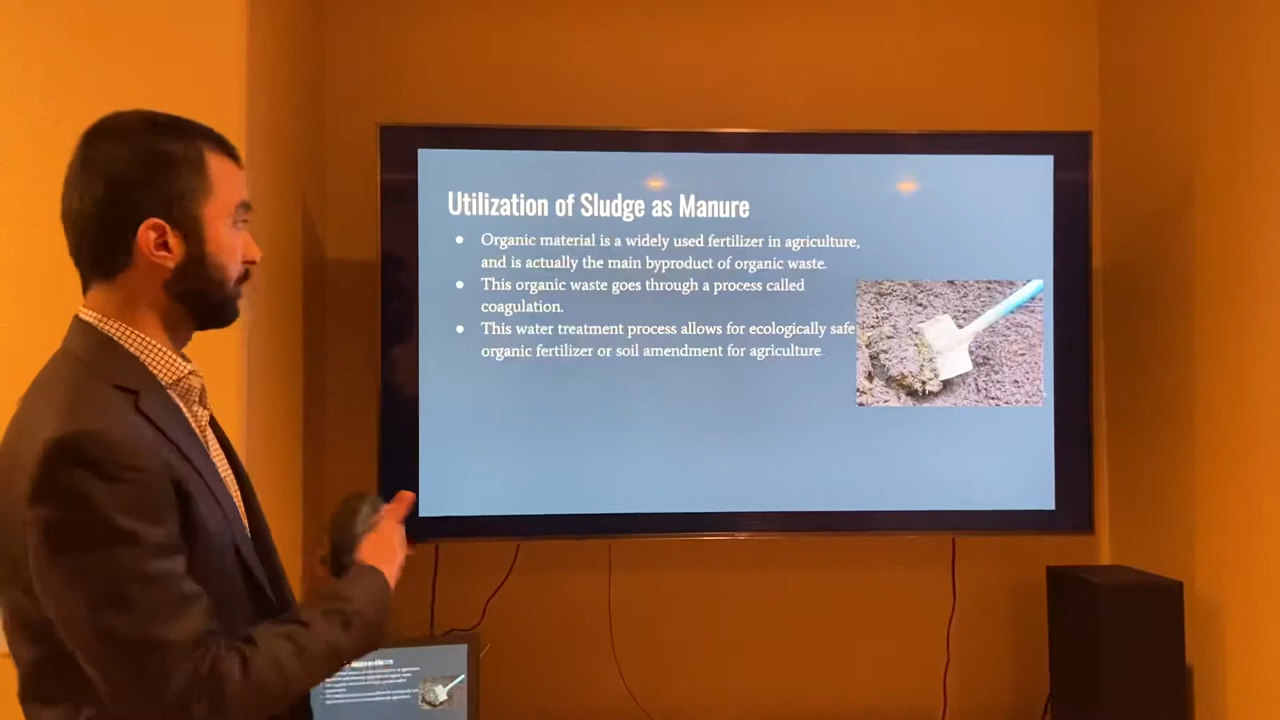 Utilization of Sludge as Manure
● Organic material is a widely used fertilizer in agriculture,
and is actually the main byproduct of organic waste.
● This organic waste goes through a process called
coagulation.
● This water treatment process allows for ecologically safe
organic fertilizer or soil amendment for agriculture